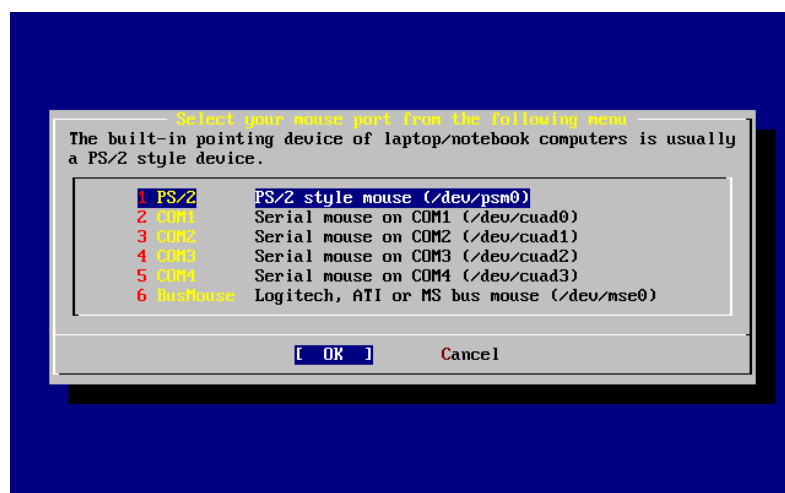 Select your mouse port from the following menu
The built-in pointing device of laptop/notebook computers is usually
a PS/2 style device.
1 PS/2 PS/2 style mouse (/dev/psm0)
2 COM1 Serial mouse on COM1 (/dev/cuad0)
3 COM2 Serial mouse on COM2 (/dev/cuad1)
4 COM3 Serial mouse on COM3 (/dev/cuad2)
5 COM4 Serial mouse on COM4 (/dev/cuad3)
6 BusMouse Logitech, ATI or MS bus mouse (/dev/mse0)
[ OK ] Cancel